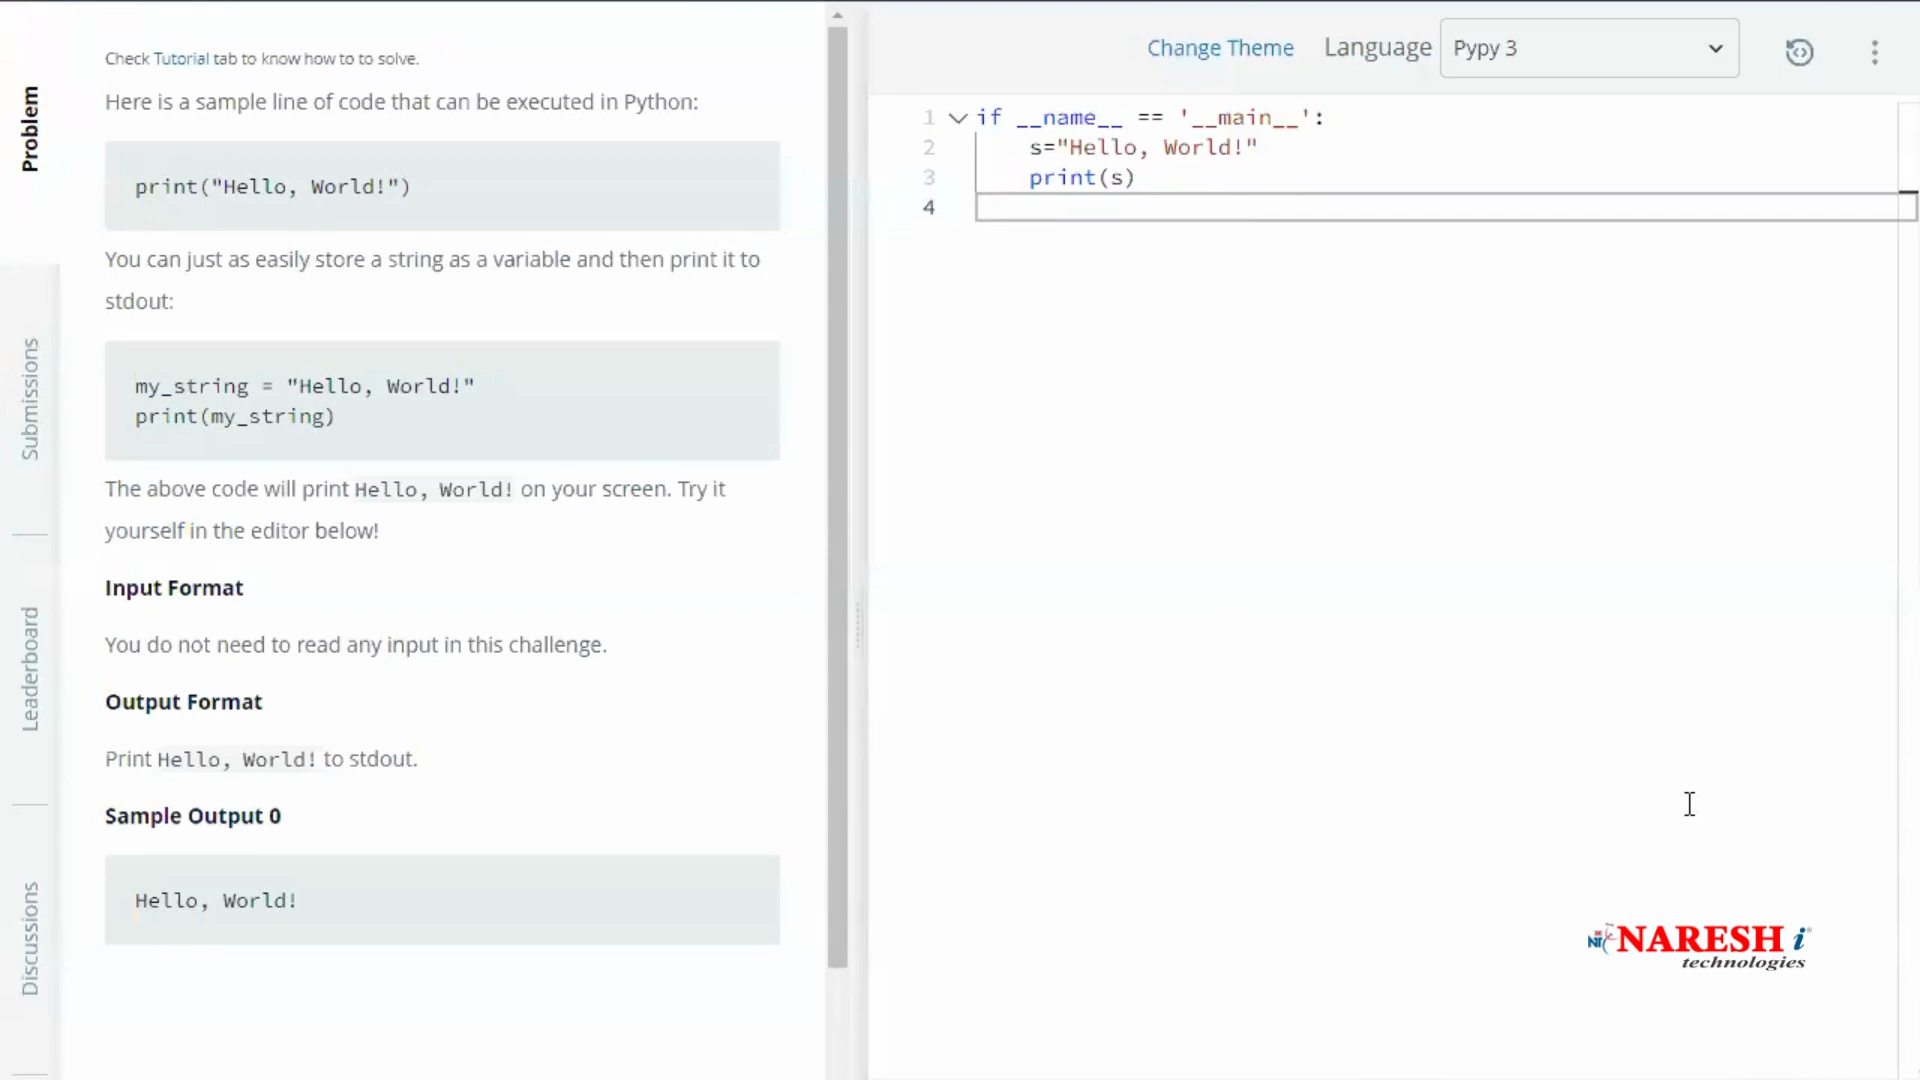 Problem
Submissions
Leaderboard
Discussions
Check Tutorial tab to know how to to solve.
Here is a sample line of code that can be executed in Python:
print("Hello, World!")
You can just as easily store a string as a variable and then print it to
stdout:
my_string = "Hello, World!"
print(my_string)
The above code will print Hello, World! on your screen. Try it
yourself in the editor below!
Input Format
You do not need to read any input in this challenge.
Output Format
Print Hello, World! to stdout.
Sample Output 0
Hello, World!
Change Theme Language Pypy 3
1 if __name__ == '__main__':
2 s="Hello, World!"
3 print(s)
4
NARESH i
technologies